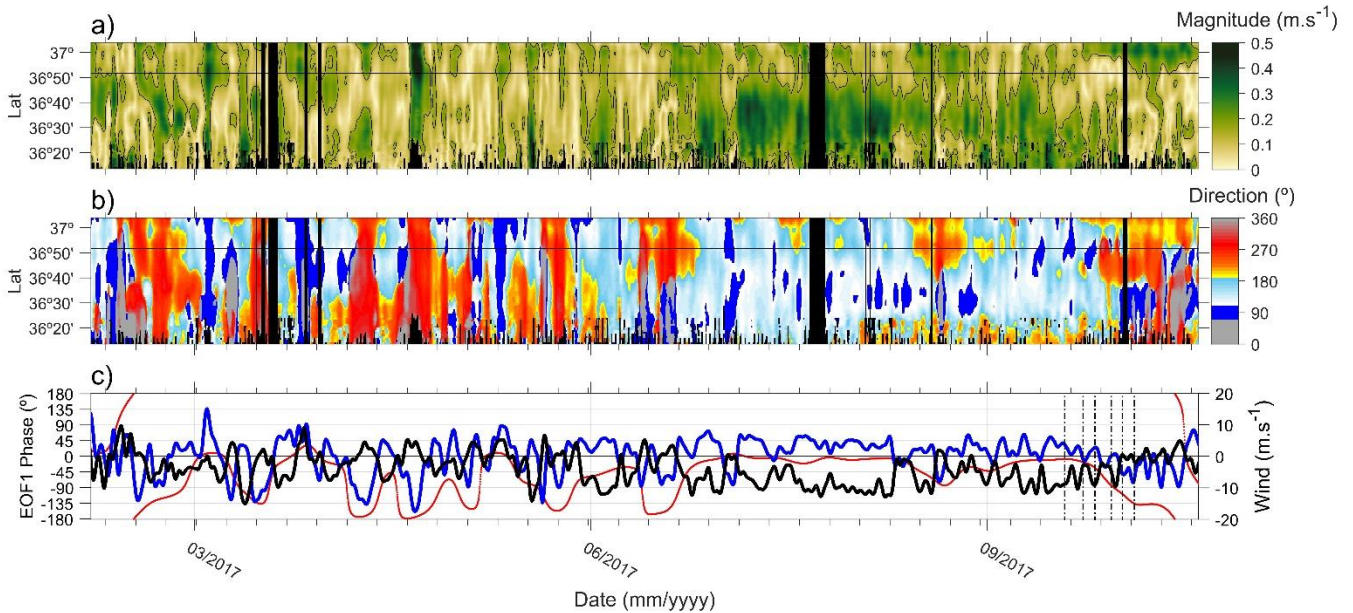 a)
Magnitude (m.s⁻¹)
Lat
37º
36º50'
36º40'
36º30'
36º20'
0.5
0.4
0.3
0.2
0.1
0
b)
Direction (º)
Lat
37º
36º50'
36º40'
36º30'
36º20'
360
270
180
90
0
c)
EOF1 Phase (º)
180
135
90
45
0
-45
-90
-135
-180
20
10
0
-10
-20
Wind (m.s⁻¹)
03/2017
06/2017
09/2017
Date (mm/yyyy)